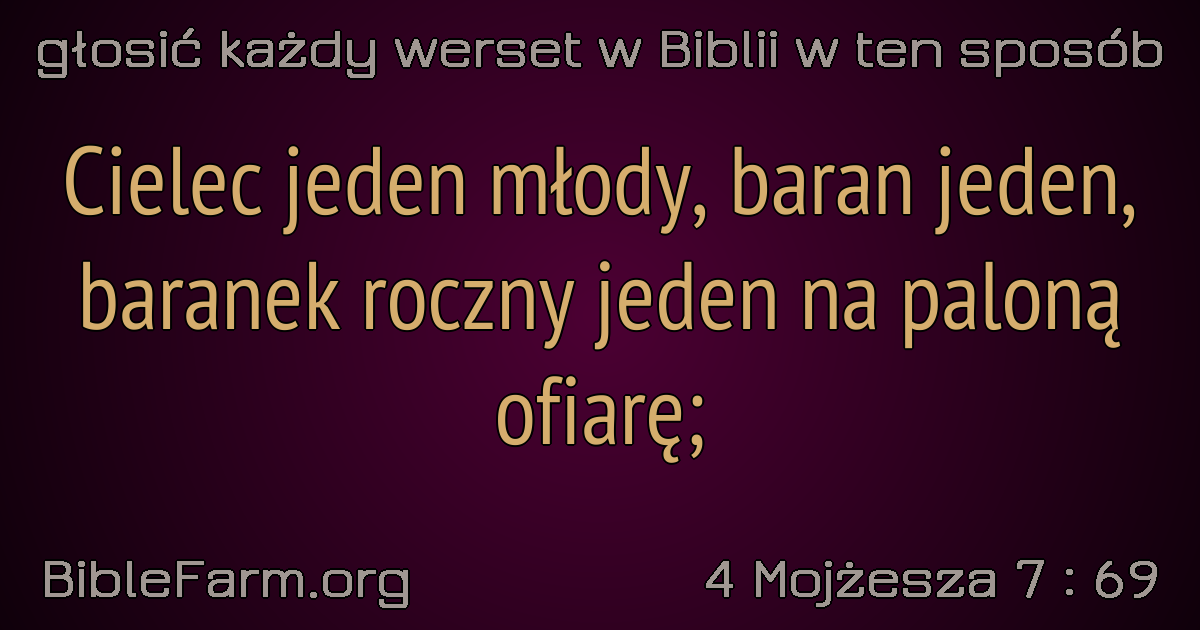 głosić każdy werset w Biblii w ten sposób
Cielec jeden młody, baran jeden,
baranek roczny jeden na paloną
ofiarę;
BibleFarm.org
4 Mojżesza 7 : 69